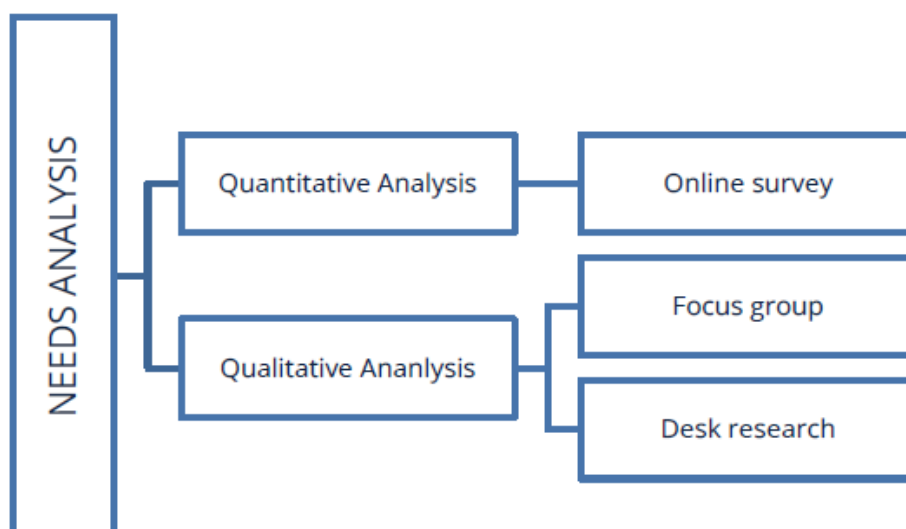 NEEDS ANALYSIS
Quantitative Analysis
Online survey
Qualitative Ananlysis
Focus group
Desk research